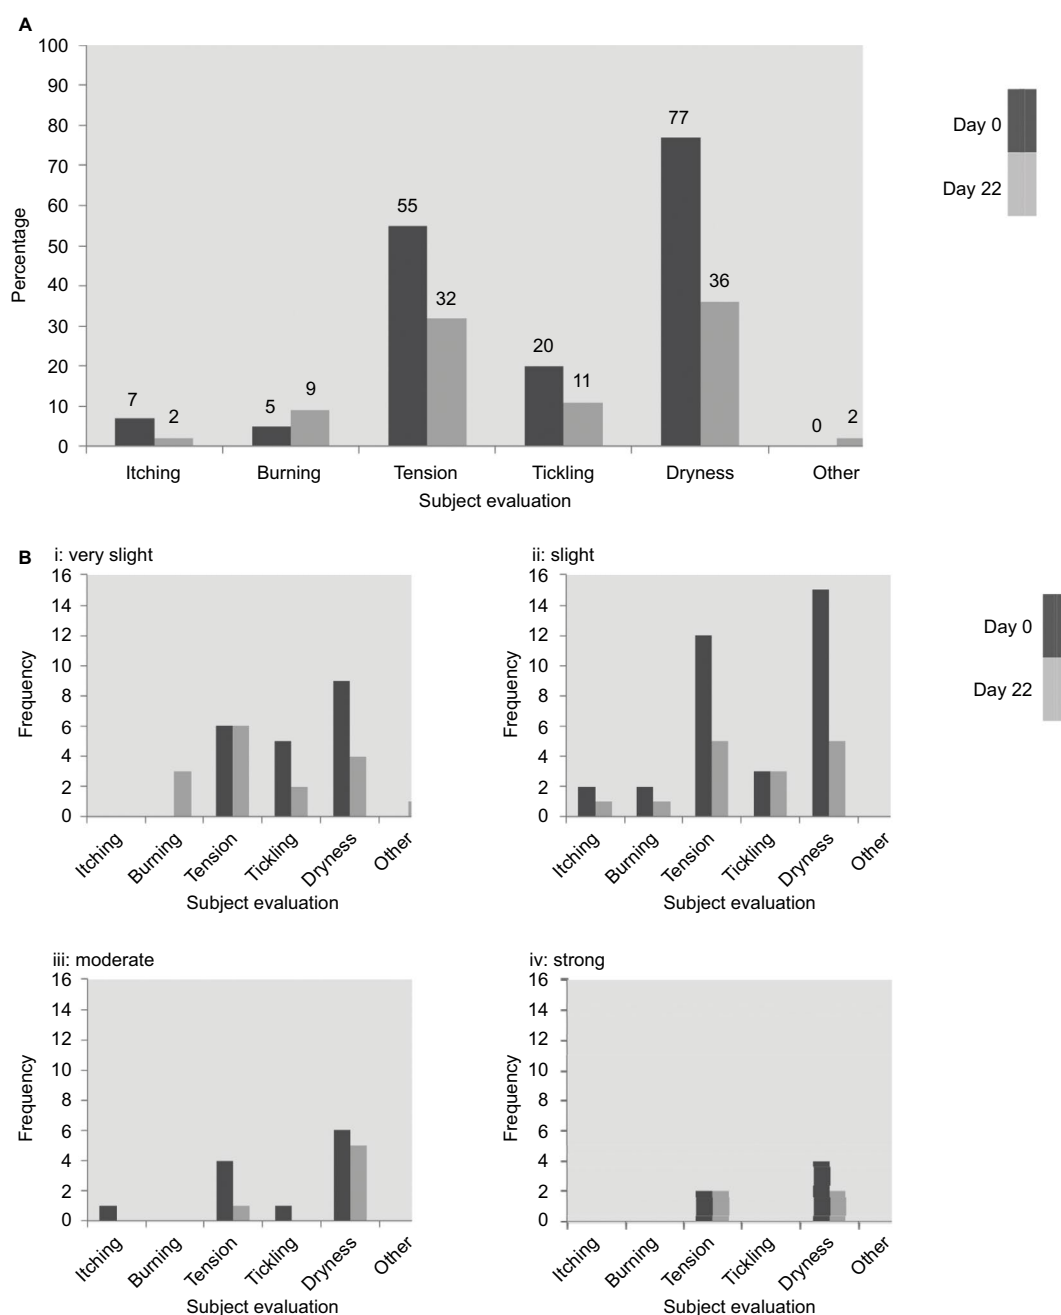 A
100
90
80
70
60
50
40
30
20
10
0
Percentage
7
2
5
9
55
32
20
11
77
36
0
2
Itching Burning Tension Tickling Dryness Other
Subject evaluation
Day 0
Day 22
B
i: very slight
16
14
12
10
8
6
4
2
0
Frequency
Itching Burning Tension Tickling Dryness Other
Subject evaluation
ii: slight
16
14
12
10
8
6
4
2
0
Frequency
Itching Burning Tension Tickling Dryness Other
Subject evaluation
Day 0
Day 22
iii: moderate
16
14
12
10
8
6
4
2
0
Frequency
Itching Burning Tension Tickling Dryness Other
Subject evaluation
iv: strong
16
14
12
10
8
6
4
2
0
Frequency
Itching Burning Tension Tickling Dryness Other
Subject evaluation